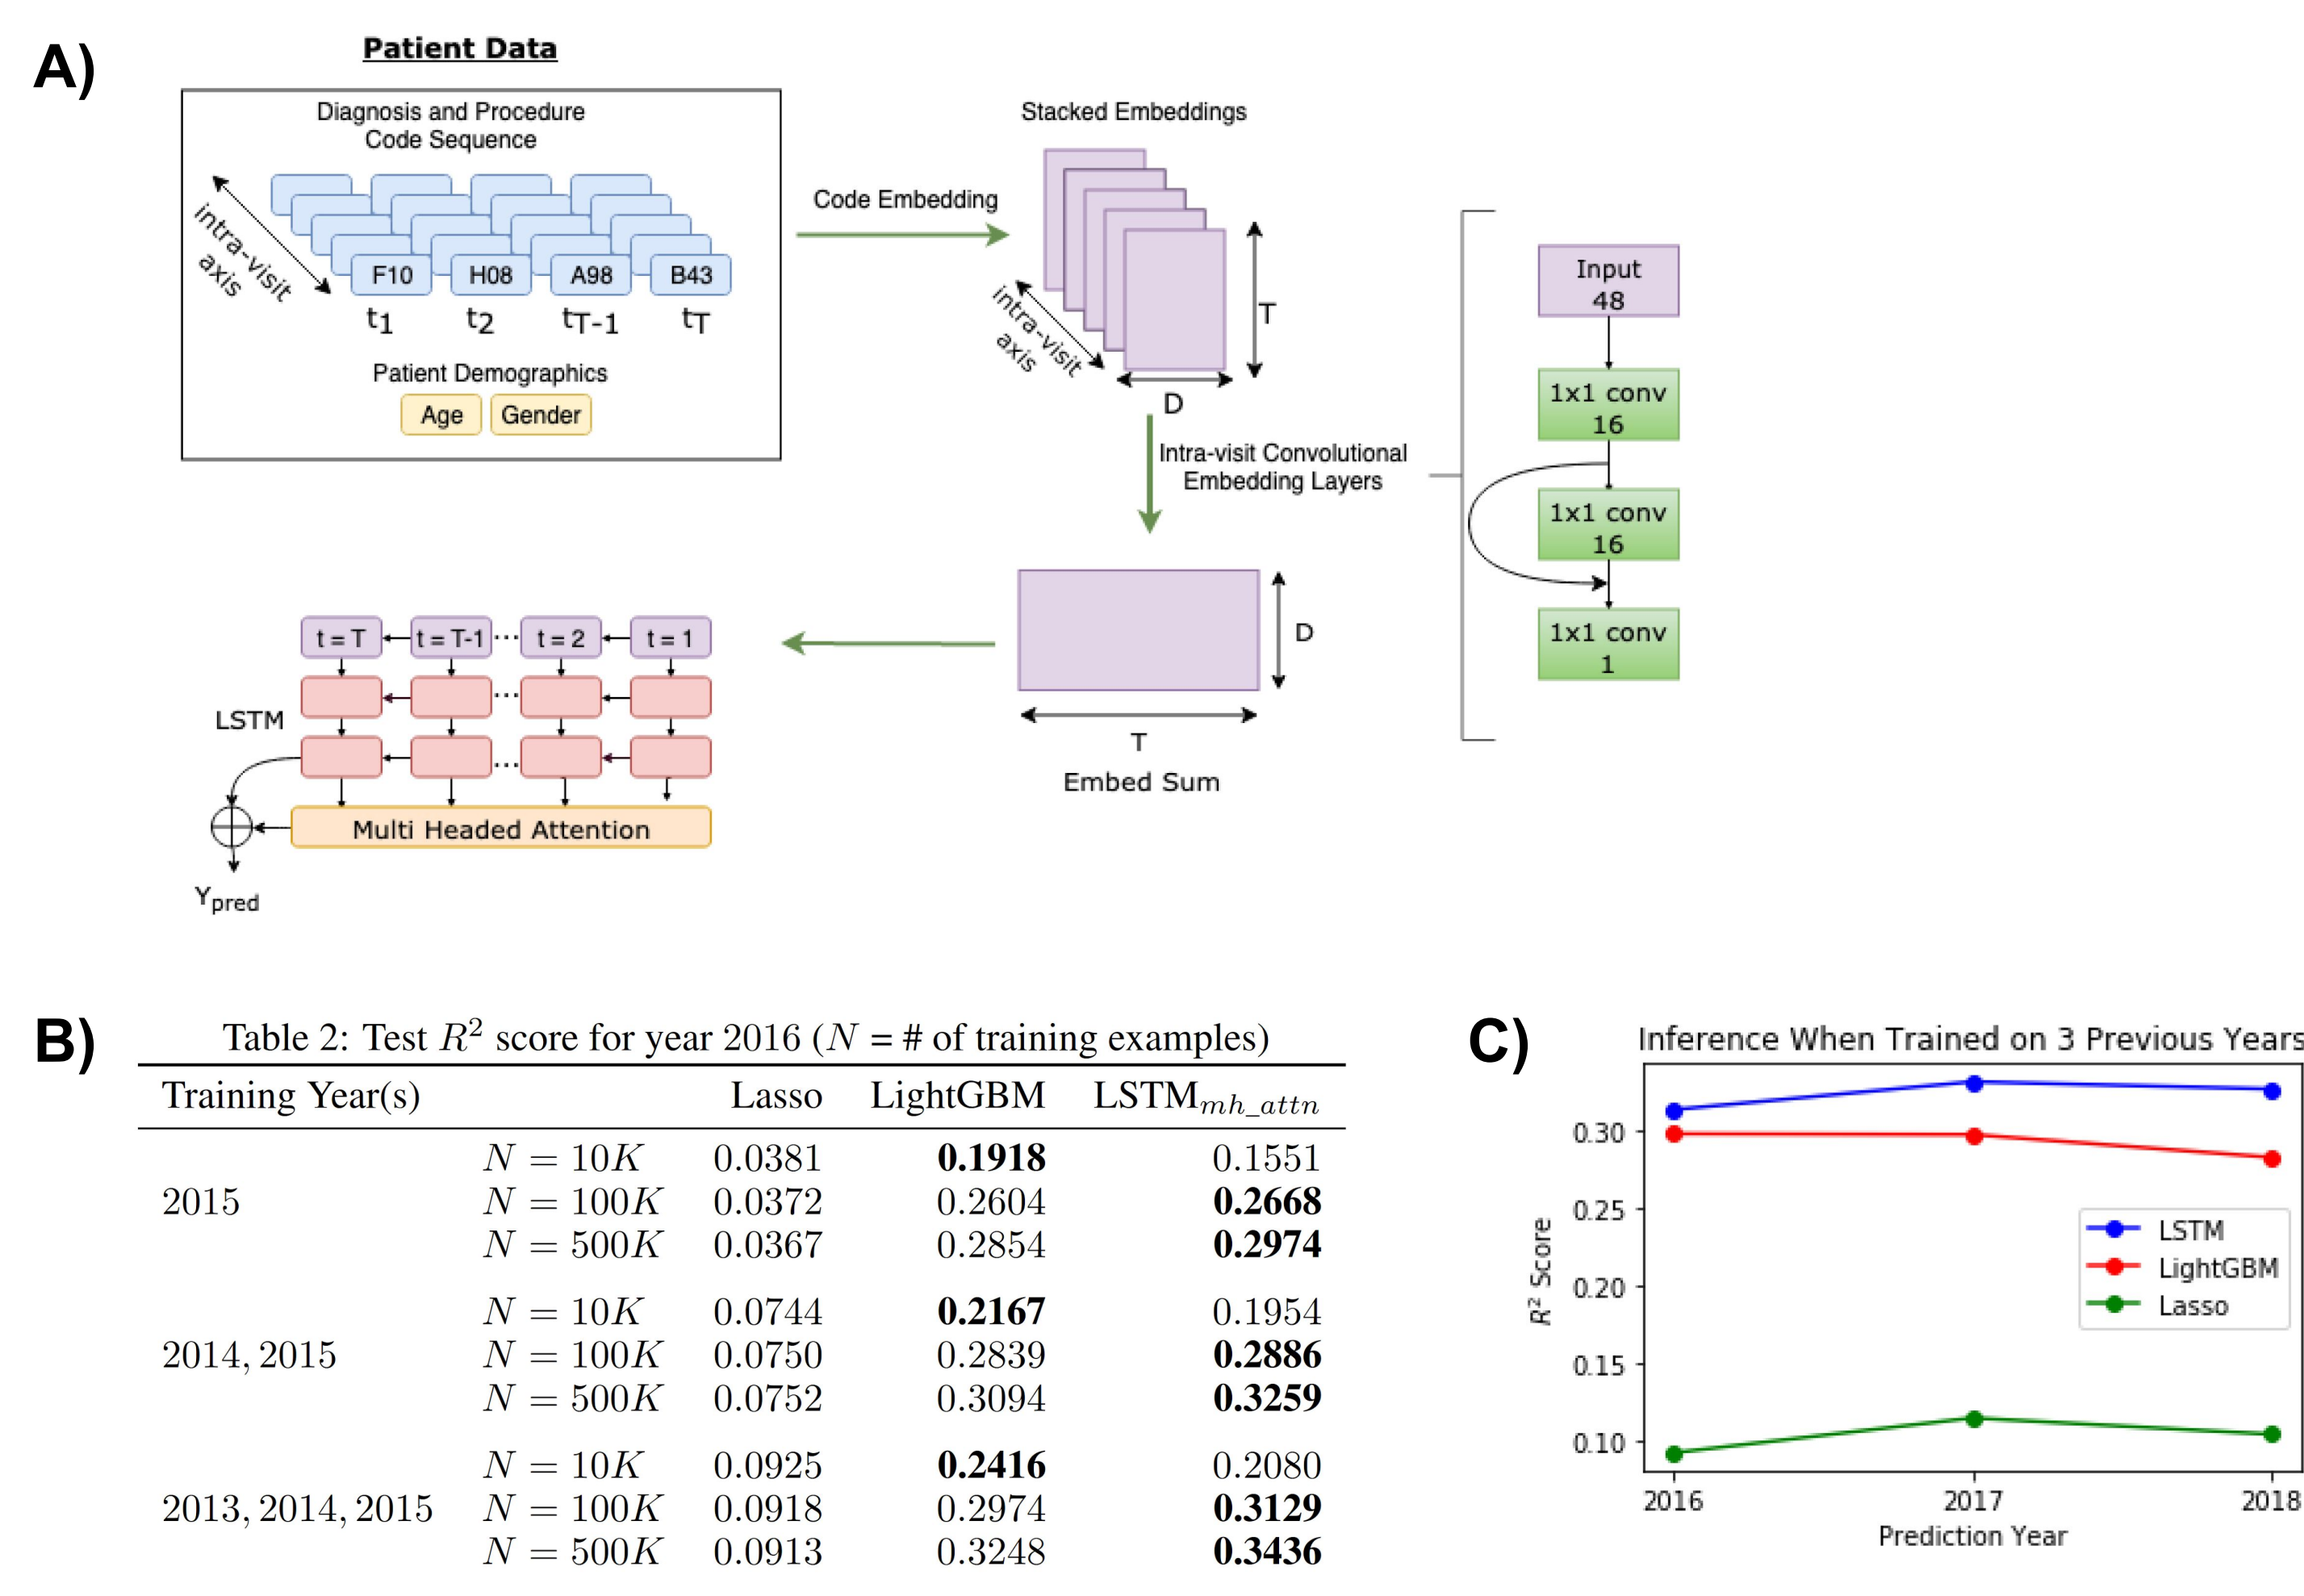 A)
Patient Data
Diagnosis and Procedure
Code Sequence
intra-visit
axis
F10 H08 A98 B43
t1 t2 tT-1 tT
Patient Demographics
Age Gender
Code Embedding
Stacked Embeddings
intra-visit
axis
T
D
Intra-visit Convolutional
Embedding Layers
Input
48
1x1 conv
16
1x1 conv
16
1x1 conv
1
D
T
Embed Sum
t = T t = T-1 ... t = 2 t = 1
...
LSTM
...
Multi Headed Attention
Ypred
B)
Table 2: Test R² score for year 2016 (N = # of training examples)
Training Year(s) Lasso LightGBM LSTMmh_attn
N = 10K 0.0381 0.1918 0.1551
2015 N = 100K 0.0372 0.2604 0.2668
N = 500K 0.0367 0.2854 0.2974
N = 10K 0.0744 0.2167 0.1954
2014, 2015 N = 100K 0.0750 0.2839 0.2886
N = 500K 0.0752 0.3094 0.3259
N = 10K 0.0925 0.2416 0.2080
2013, 2014, 2015 N = 100K 0.0918 0.2974 0.3129
N = 500K 0.0913 0.3248 0.3436
C)
Inference When Trained on 3 Previous Years
R² Score
0.30
0.25
0.20
0.15
0.10
LSTM
LightGBM
Lasso
2016 2017 2018
Prediction Year